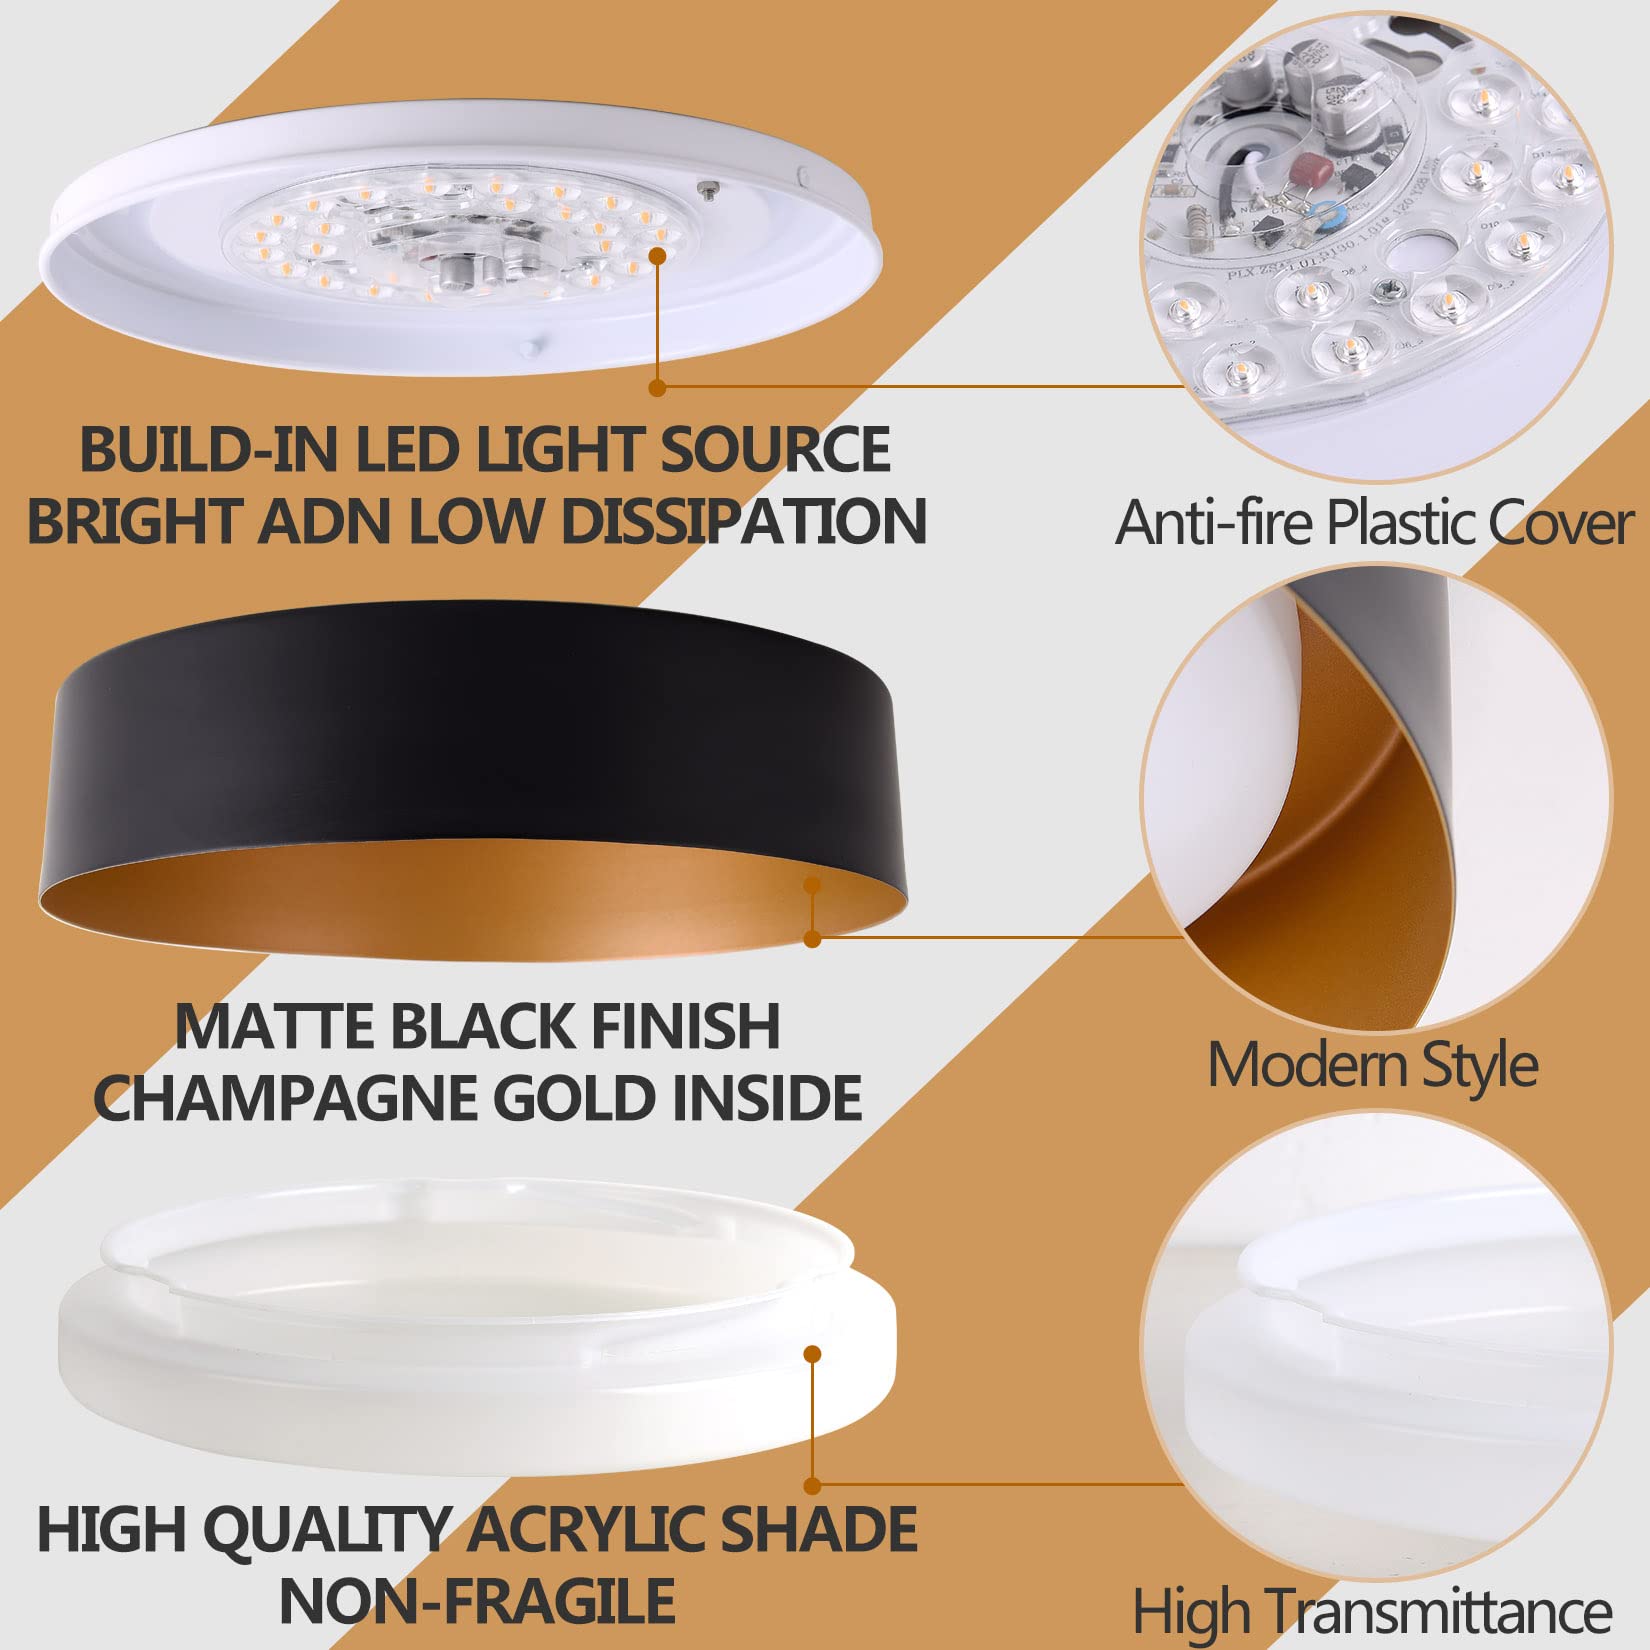 BUILD-IN LED LIGHT SOURCE
BRIGHT ADN LOW DISSIPATION
Anti-fire Plastic Cover
MATTE BLACK FINISH
CHAMPAGNE GOLD INSIDE
Modern Style
HIGH QUALITY ACRYLIC SHADE
NON-FRAGILE
High Transmittance